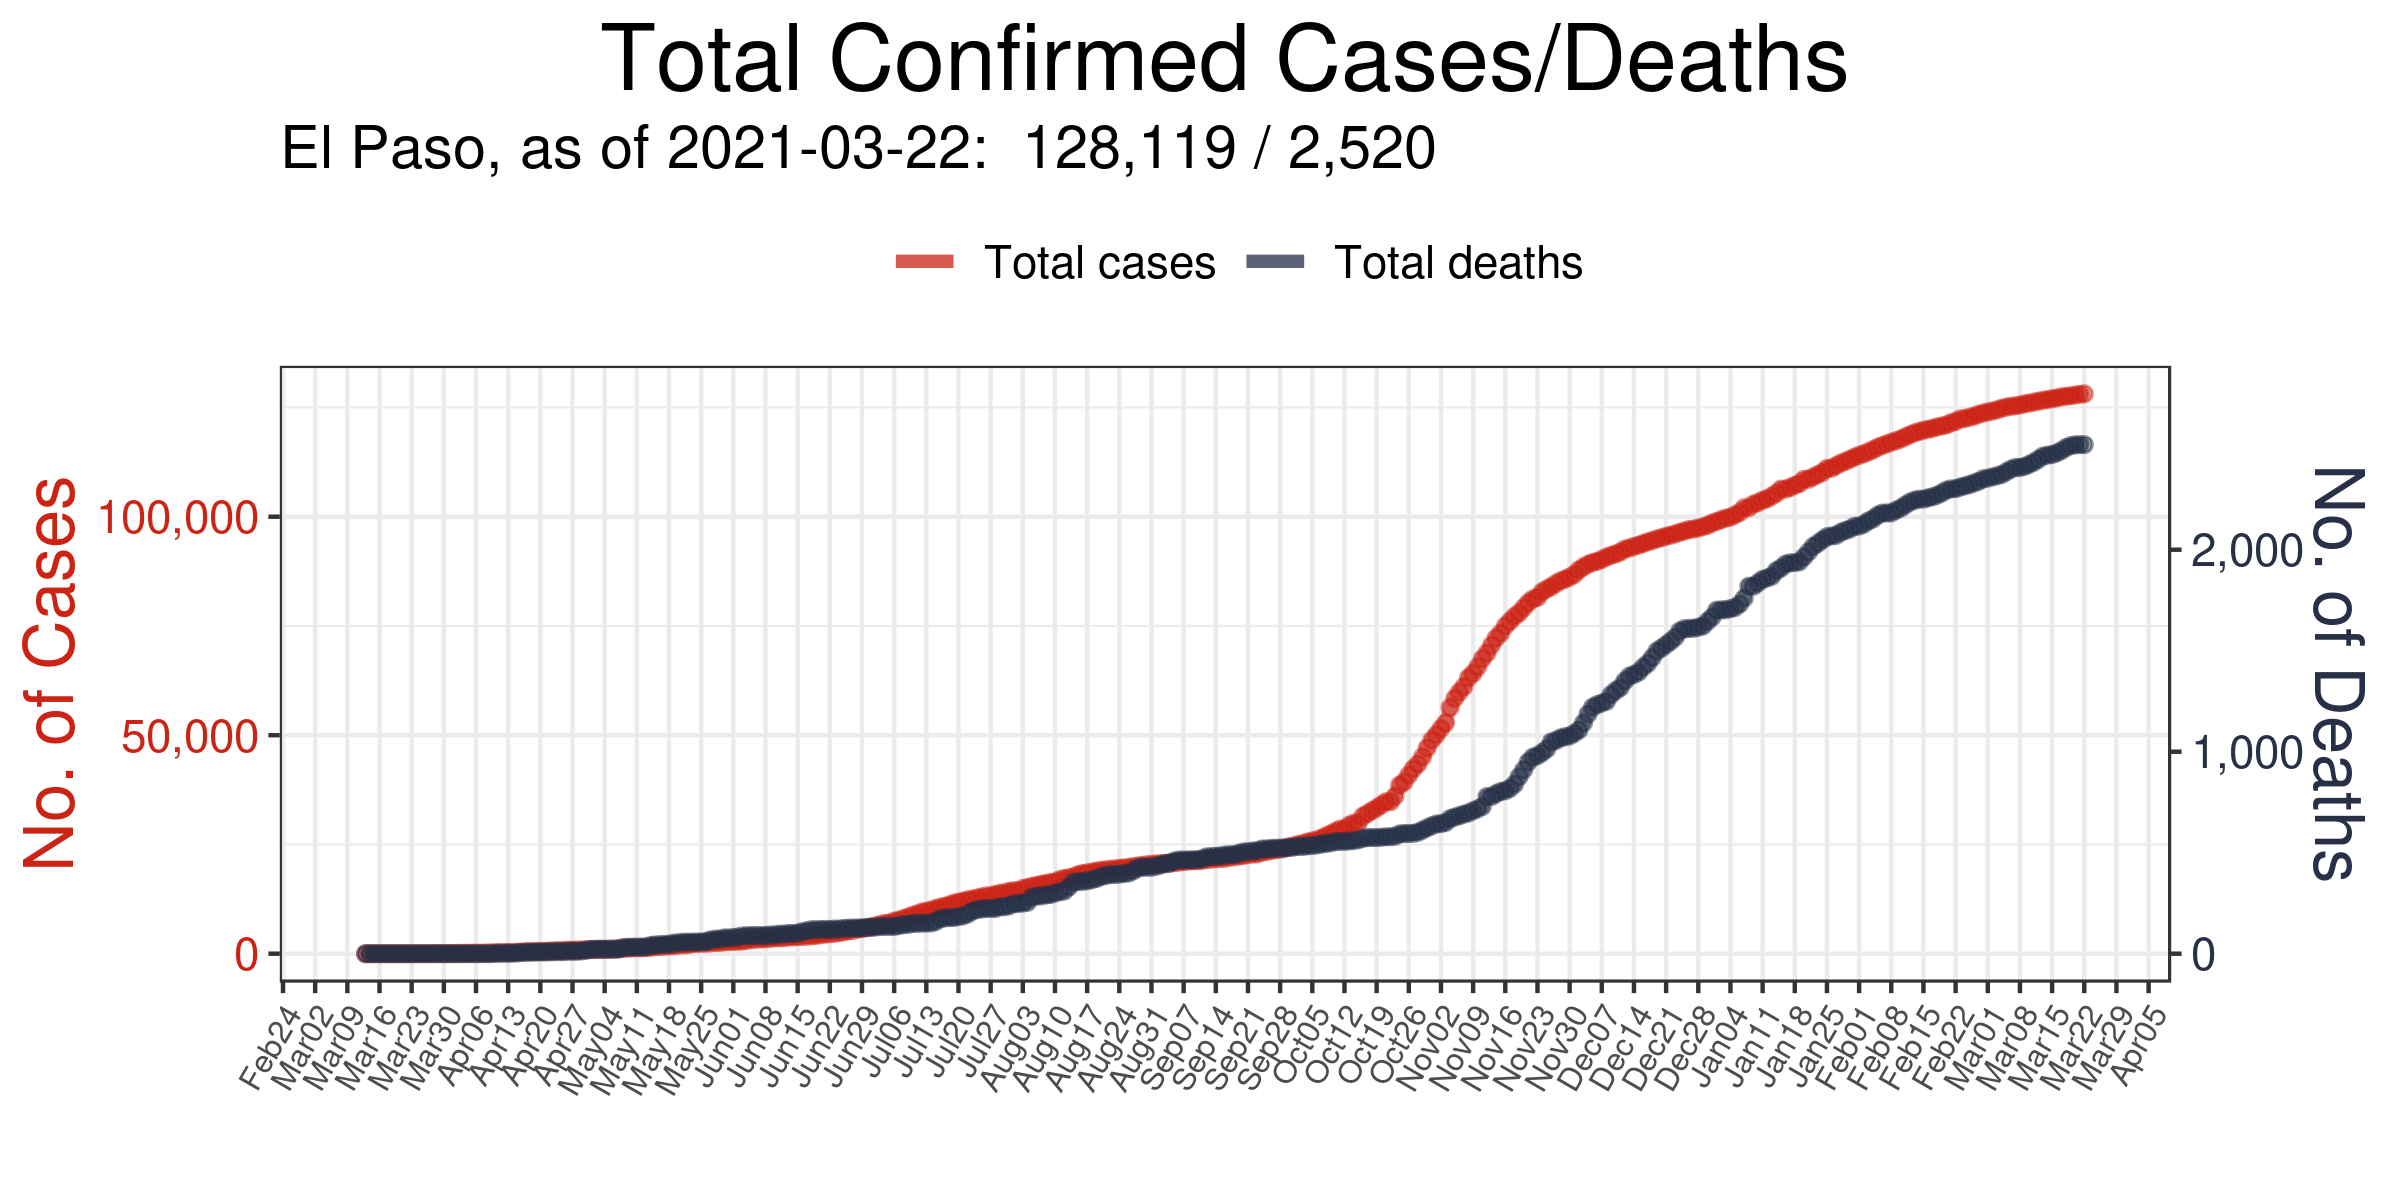 Total Confirmed Cases/Deaths
El Paso, as of 2021-03-22:  128,119 / 2,520
Total cases
Total deaths
No. of Cases
100,000
50,000
0
2,000
1,000
0
No. of Deaths
Feb24
Mar02
Mar09
Mar16
Mar23
Mar30
Apr06
Apr13
Apr20
Apr27
May04
May11
May18
May25
Jun01
Jun08
Jun15
Jun22
Jun29
Jul06
Jul13
Jul20
Jul27
Aug03
Aug10
Aug17
Aug24
Aug31
Sep07
Sep14
Sep21
Sep28
Oct05
Oct12
Oct19
Oct26
Nov02
Nov09
Nov16
Nov23
Nov30
Dec07
Dec14
Dec21
Dec28
Jan04
Jan11
Jan18
Jan25
Feb01
Feb08
Feb15
Feb22
Mar01
Mar08
Mar15
Mar22
Mar29
Apr05